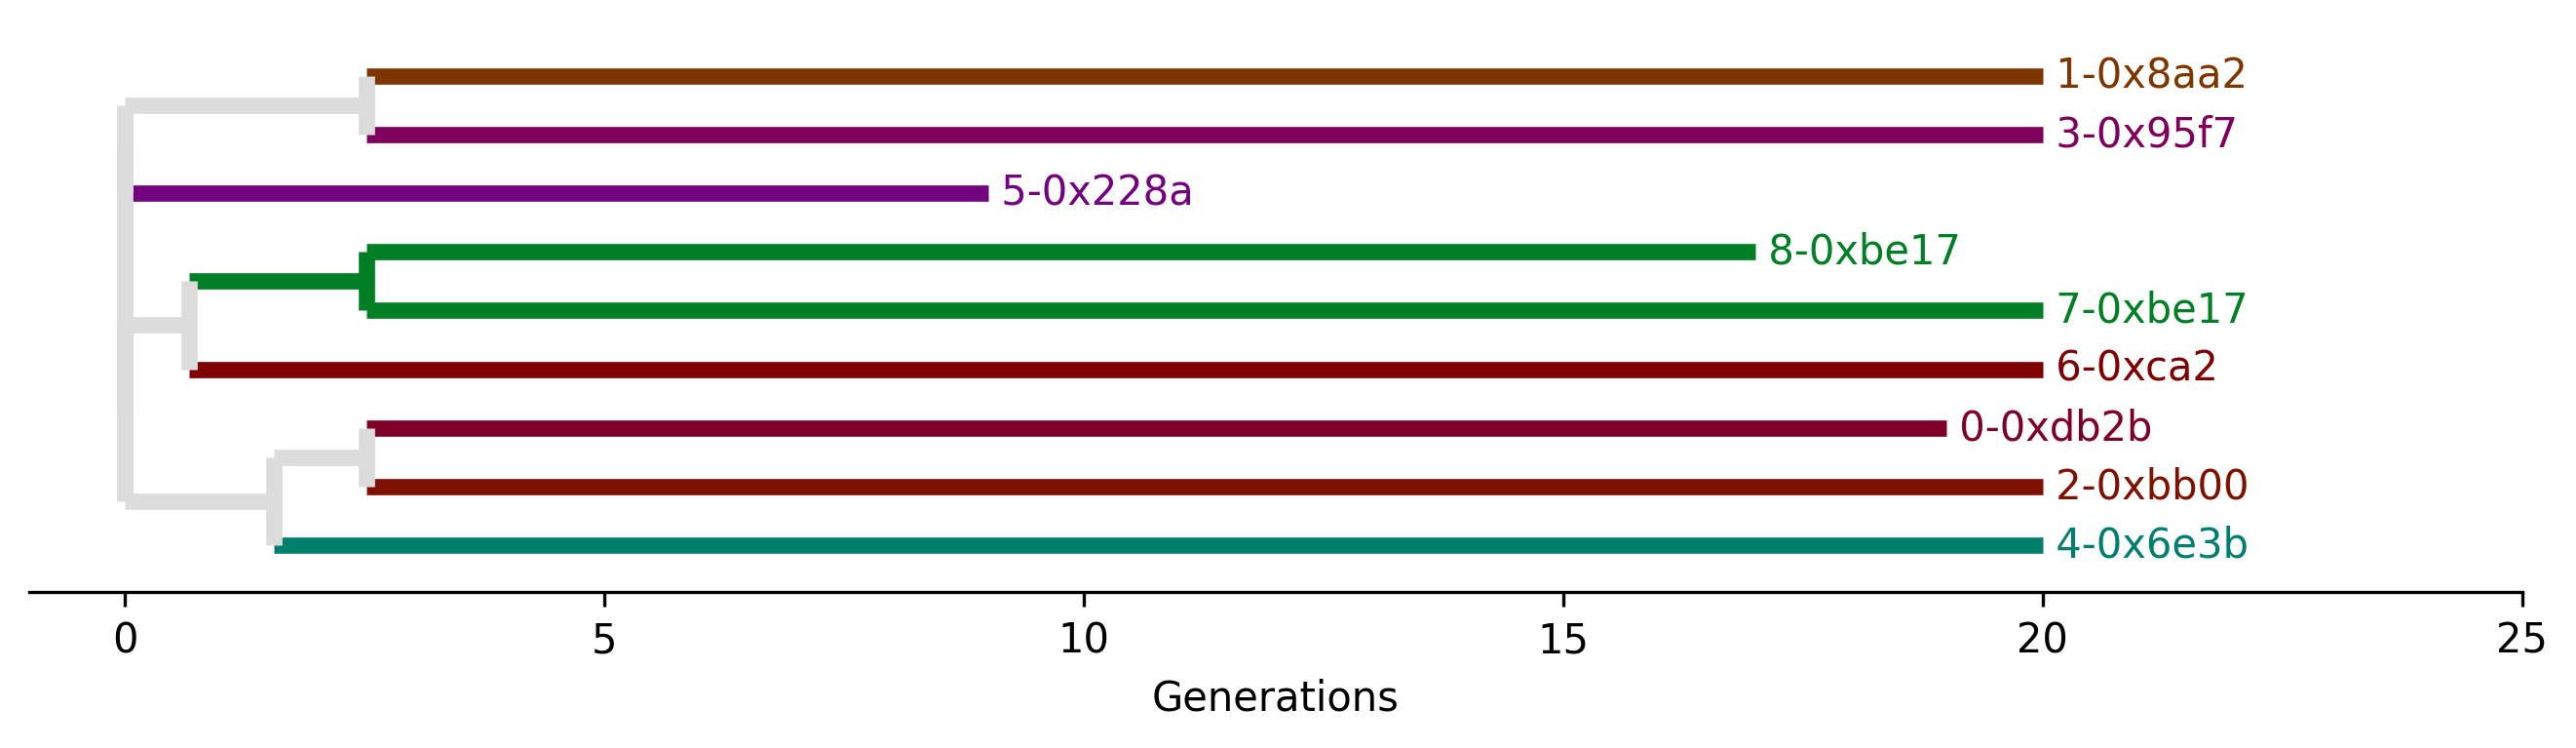 1-0x8aa2
3-0x95f7
5-0x228a
8-0xbe17
7-0xbe17
6-0xca2
0-0xdb2b
2-0xbb00
4-0x6e3b
0 5 10 15 20 25
Generations